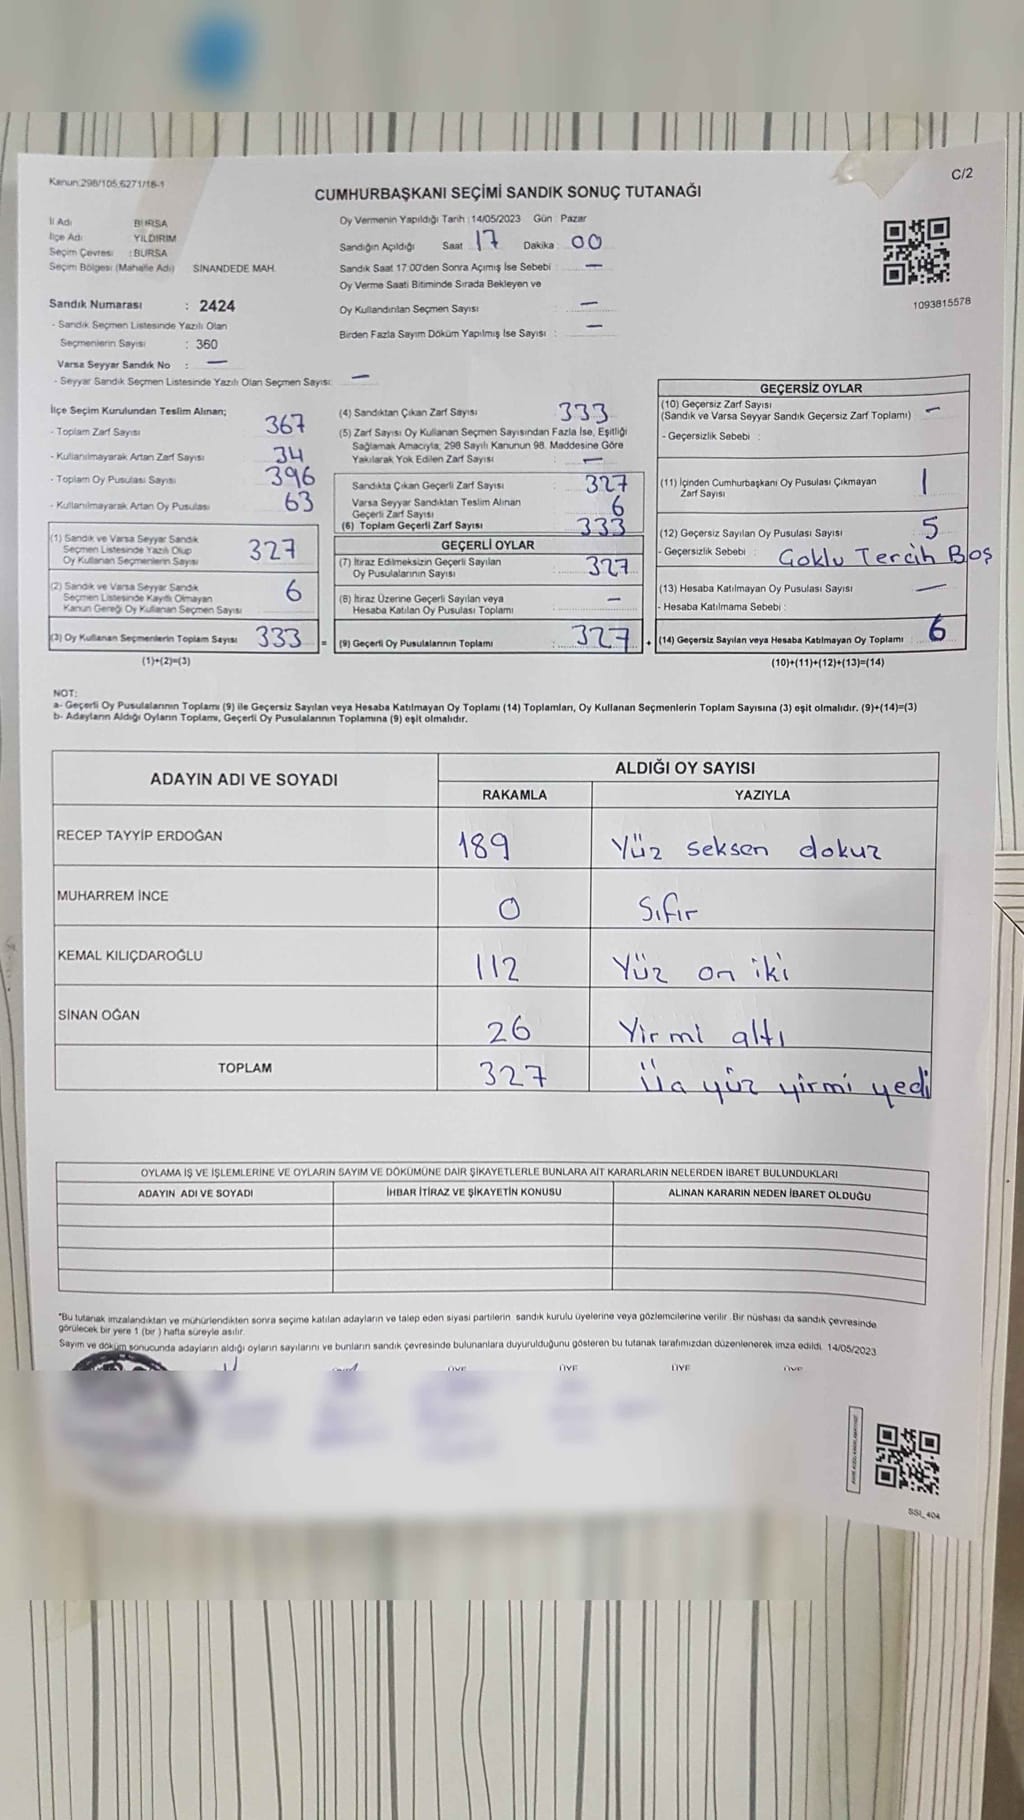 Kanun:298/105,6271/18-1
C/2
CUMHURBAŞKANI SEÇİMİ SANDIK SONUÇ TUTANAĞI
İl Adı : BURSA
İlçe Adı : YILDIRIM
Seçim Çevresi : BURSA
Seçim Bölgesi (Mahalle Adı) SİNANDEDE MAH.
Oy Vermenin Yapıldığı Tarih : 14/05/2023 Gün : Pazar
Sandığın Açıldığı Saat 17 Dakika : 00
Sandık Saat 17:00'den Sonra Açımış İse Sebebi : —
Oy Verme Saati Bitiminde Sırada Bekleyen ve
Oy Kullandırılan Seçmen Sayısı : —
Birden Fazla Sayım Döküm Yapılmış İse Sayısı : —
1093815578
Sandık Numarası : 2424
- Sandık Seçmen Listesinde Yazılı Olan
Seçmenlerin Sayısı : 360
Varsa Seyyar Sandık No : —
- Seyyar Sandık Seçmen Listesinde Yazılı Olan Seçmen Sayısı: —
İlçe Seçim Kurulundan Teslim Alınan;
- Toplam Zarf Sayısı 367
- Kullanılmayarak Artan Zarf Sayısı 34
- Toplam Oy Pusulası Sayısı 396
- Kullanılmayarak Artan Oy Pusulası 63
(1) Sandık ve Varsa Seyyar Sandık
Seçmen Listesinde Yazılı Olup
Oy Kullanan Seçmenlerin Sayısı 327
(2) Sandık ve Varsa Seyyar Sandık
Seçmen Listesinde Kayıtlı Olmayan
Kanun Gereği Oy Kullanan Seçmen Sayısı 6
(3) Oy Kullanan Seçmenlerin Toplam Sayısı 333 =
(1)+(2)=(3)
(4) Sandıktan Çıkan Zarf Sayısı 333
(5) Zarf Sayısı Oy Kullanan Seçmen Sayısından Fazla İse, Eşitliği
Sağlamak Amacıyla, 298 Sayılı Kanunun 98. Maddesine Göre
Yakılarak Yok Edilen Zarf Sayısı : —
Sandıkta Çıkan Geçerli Zarf Sayısı : 327
Varsa Seyyar Sandıktan Teslim Alınan
Geçerli Zarf Sayısı 6
(6) Toplam Geçerli Zarf Sayısı 333
GEÇERLİ OYLAR
(7) İtiraz Edilmeksizin Geçerli Sayılan
Oy Pusulalarının Sayısı : 327
(8) İtiraz Üzerine Geçerli Sayılan veya
Hesaba Katılan Oy Pusulası Toplamı : —
(9) Geçerli Oy Pusulalarının Toplamı : 327 +
GEÇERSİZ OYLAR
(10) Geçersiz Zarf Sayısı
(Sandık ve Varsa Seyyar Sandık Geçersiz Zarf Toplamı) —
- Geçersizlik Sebebi :
(11) İçinden Cumhurbaşkanı Oy Pusulası Çıkmayan
Zarf Sayısı 1
(12) Geçersiz Sayılan Oy Pusulası Sayısı 5
- Geçersizlik Sebebi : Çoklu Tercih Boş
(13) Hesaba Katılmayan Oy Pusulası Sayısı —
- Hesaba Katılmama Sebebi :
(14) Geçersiz Sayılan veya Hesaba Katılmayan Oy Toplamı : 6
(10)+(11)+(12)+(13)=(14)
NOT:
a- Geçerli Oy Pusulalarının Toplamı (9) ile Geçersiz Sayılan veya Hesaba Katılmayan Oy Toplamı (14) Toplamları, Oy Kullanan Seçmenlerin Toplam Sayısına (3) eşit olmalıdır. (9)+(14)=(3)
b- Adayların Aldığı Oyların Toplamı, Geçerli Oy Pusulalarının Toplamına (9) eşit olmalıdır.
ADAYIN ADI VE SOYADI
ALDIĞI OY SAYISI
RAKAMLA YAZIYLA
RECEP TAYYİP ERDOĞAN 189 Yüz seksen dokuz
MUHARREM İNCE 0 Sıfır
KEMAL KILIÇDAROĞLU 112 Yüz on iki
SİNAN OĞAN 26 Yirmi altı
TOPLAM 327 Üç yüz yirmi yedi
OYLAMA İŞ VE İŞLEMLERİNE VE OYLARIN SAYIM VE DÖKÜMÜNE DAİR ŞİKAYETLERLE BUNLARA AİT KARARLARIN NELERDEN İBARET BULUNDUKLARI
ADAYIN ADI VE SOYADI İHBAR İTİRAZ VE ŞİKAYETİN KONUSU ALINAN KARARIN NEDEN İBARET OLDUĞU
"Bu tutanak imzalandıktan ve mühürlendikten sonra seçime katılan adayların ve talep eden siyasi partilerin sandık kurulu üyelerine veya gözlemcilerine verilir. Bir nüshası da sandık çevresinde
görülecek bir yere 1 (bir) hafta süreyle asılır.
Sayım ve döküm sonucunda adayların aldığı oyların sayılarını ve bunların sandık çevresinde bulunanlara duyurulduğunu gösteren bu tutanak tarafımızdan düzenlenerek imza edildi. 14/05/2023
ÜYE ÜYE ÜYE ÜYE
SSI_404